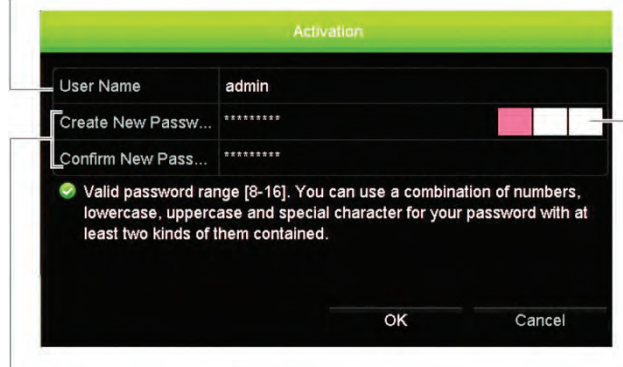 Activation
User Name admin
Create New Passw... *********
Confirm New Pass... *********
Valid password range [8-16]. You can use a combination of numbers,
lowercase, uppercase and special character for your password with at
least two kinds of them contained.
OK Cancel